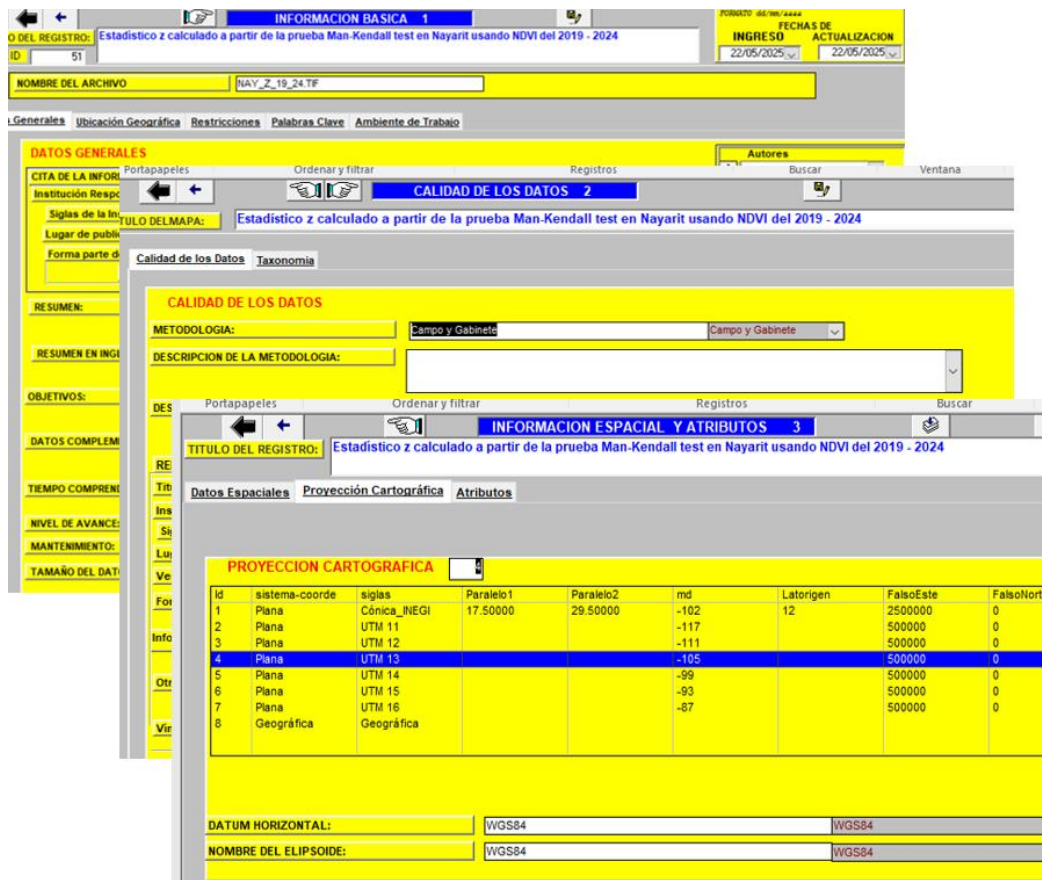 INFORMACION BASICA 1
FORMATO dd/mm/aaaa
FECHAS DE
INGRESO ACTUALIZACION
O DEL REGISTRO: Estadístico z calculado a partir de la prueba Man-Kendall test en Nayarit usando NDVI del 2019 - 2024
ID 51
22/05/2025 22/05/2025
NOMBRE DEL ARCHIVO NAY_Z_19_24.TIF
Generales Ubicación Geográfica Restricciones Palabras Clave Ambiente de Trabajo
DATOS GENERALES
Autores
CITA DE LA INFOR
Institución Respo
Siglas de la In
Lugar de public
Forma parte d
RESUMEN:
RESUMEN EN INGL
OBJETIVOS:
DATOS COMPLEM
TIEMPO COMPREND
NIVEL DE AVANCE:
MANTENIMIENTO:
TAMAÑO DEL DAT
Portapapeles Ordenar y filtrar Registros Buscar Ventana
CALIDAD DE LOS DATOS 2
TULO DELMAPA: Estadístico z calculado a partir de la prueba Man-Kendall test en Nayarit usando NDVI del 2019 - 2024
Calidad de los Datos Taxonomia
CALIDAD DE LOS DATOS
METODOLOGIA: Campo y Gabinete Campo y Gabinete
DESCRIPCION DE LA METODOLOGIA:
DES
RE
Tít
Ins
Sig
Lug
Ve
For
Info
Otr
Vín
Portapapeles Ordenar y filtrar Registros Buscar
INFORMACION ESPACIAL Y ATRIBUTOS 3
TITULO DEL REGISTRO: Estadístico z calculado a partir de la prueba Man-Kendall test en Nayarit usando NDVI del 2019 - 2024
Datos Espaciales Proyección Cartográfica Atributos
PROYECCION CARTOGRAFICA 4
Id sistema-coorde siglas Paralelo1 Paralelo2 md Latorigen FalsoEste FalsoNort
1 Plana Cónica_INEGI 17.50000 29.50000 -102 12 2500000 0
2 Plana UTM 11 -117 500000 0
3 Plana UTM 12 -111 500000 0
4 Plana UTM 13 -105 500000 0
5 Plana UTM 14 -99 500000 0
6 Plana UTM 15 -93 500000 0
7 Plana UTM 16 -87 500000 0
8 Geográfica Geográfica
DATUM HORIZONTAL: WGS84 WGS84
NOMBRE DEL ELIPSOIDE: WGS84 WGS84